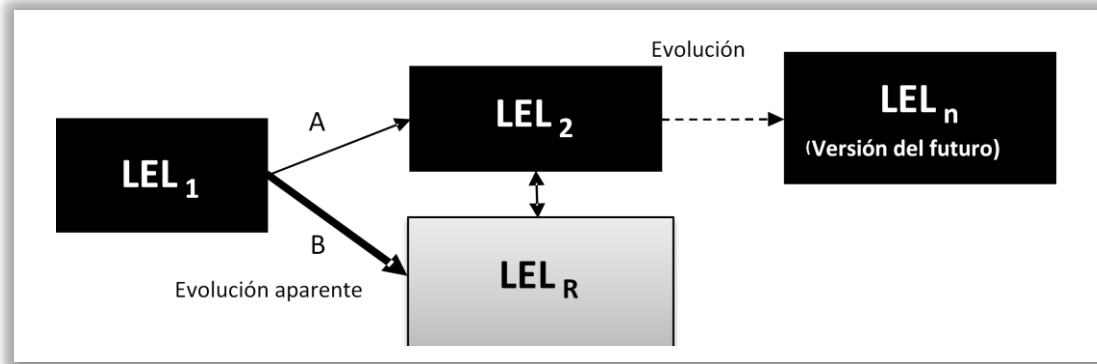 Evolución
LEL n
(Versión del futuro)
LEL 2
A
LEL 1
B
Evolución aparente
LEL R